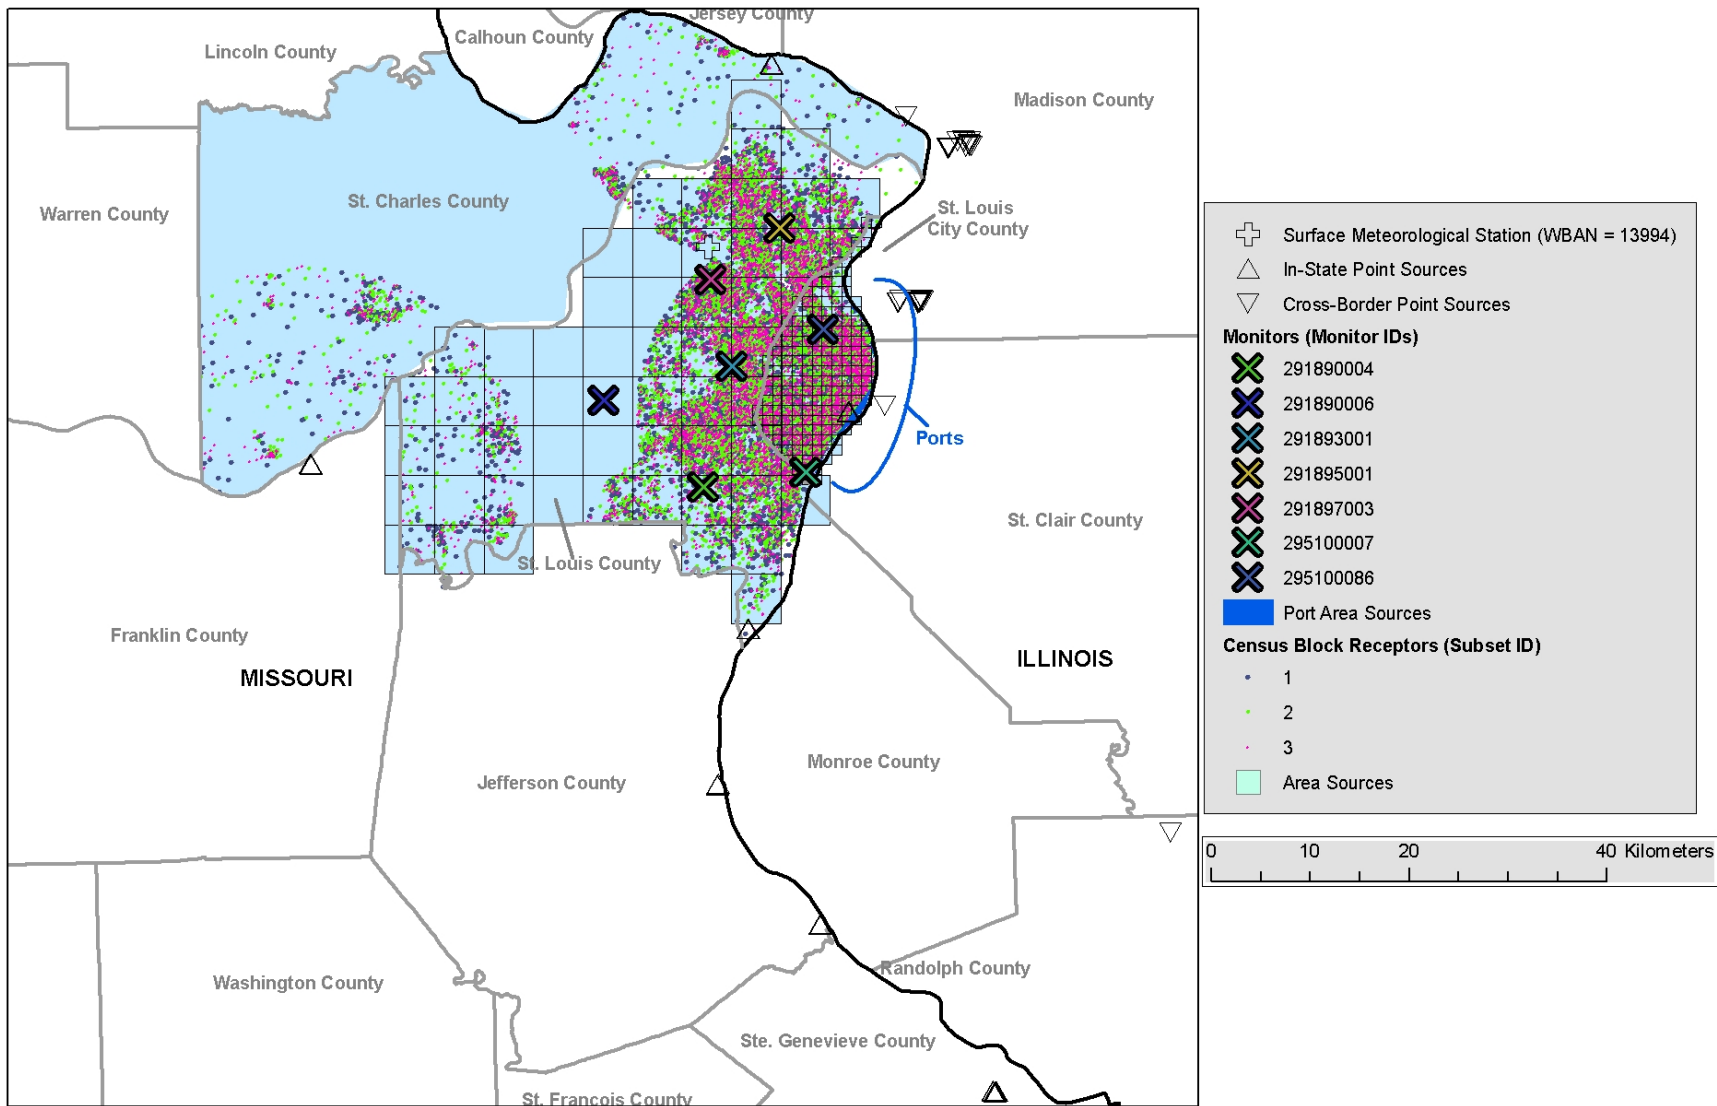 Jersey County
Lincoln County
Calhoun County
Madison County
Warren County
St. Charles County
St. Louis
City County
Ports
St. Clair County
St. Louis County
Franklin County
MISSOURI
ILLINOIS
Jefferson County
Monroe County
Washington County
Randolph County
Ste. Genevieve County
St. Francois County
Surface Meteorological Station (WBAN = 13994)
In-State Point Sources
Cross-Border Point Sources
Monitors (Monitor IDs)
291890004
291890006
291893001
291895001
291897003
295100007
295100086
Port Area Sources
Census Block Receptors (Subset ID)
1
2
3
Area Sources
0 10 20 40 Kilometers